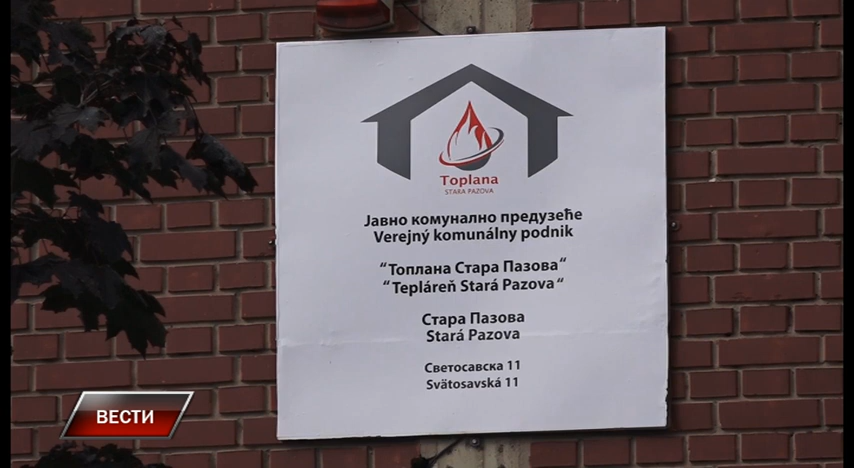 Toplana
STARA PAZOVA
Јавно комунално предузеће
Verejný komunálny podnik
“Топлана Стара Пазова“
“Tepláreň Stará Pazova“
Стара Пазова
Stará Pazova
Светосавска 11
Svätosavská 11
ВЕСТИ